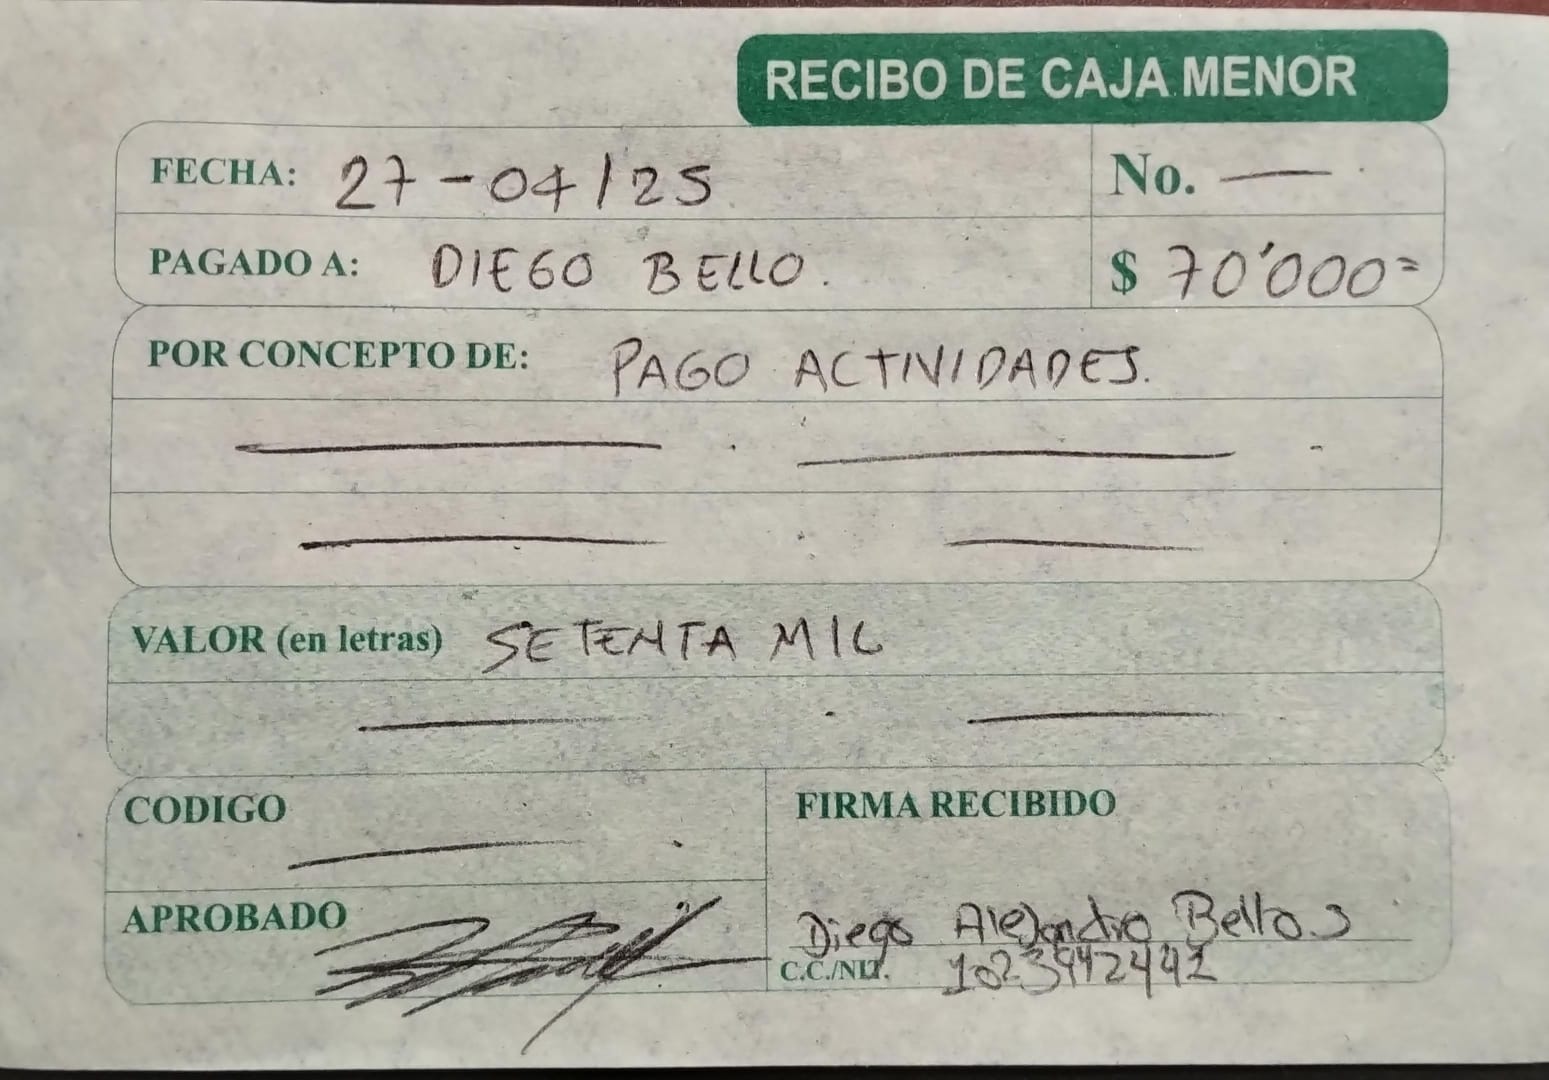 RECIBO DE CAJA MENOR
FECHA: 27-04/25
No. —
PAGADO A: DIEGO BELLO.
$ 70'000=
POR CONCEPTO DE: PAGO ACTIVIDADES.
VALOR (en letras) SETENTA MIL
CODIGO
FIRMA RECIBIDO
APROBADO
Diego Alejandro Bello S
C.C./NIT. 1023942442